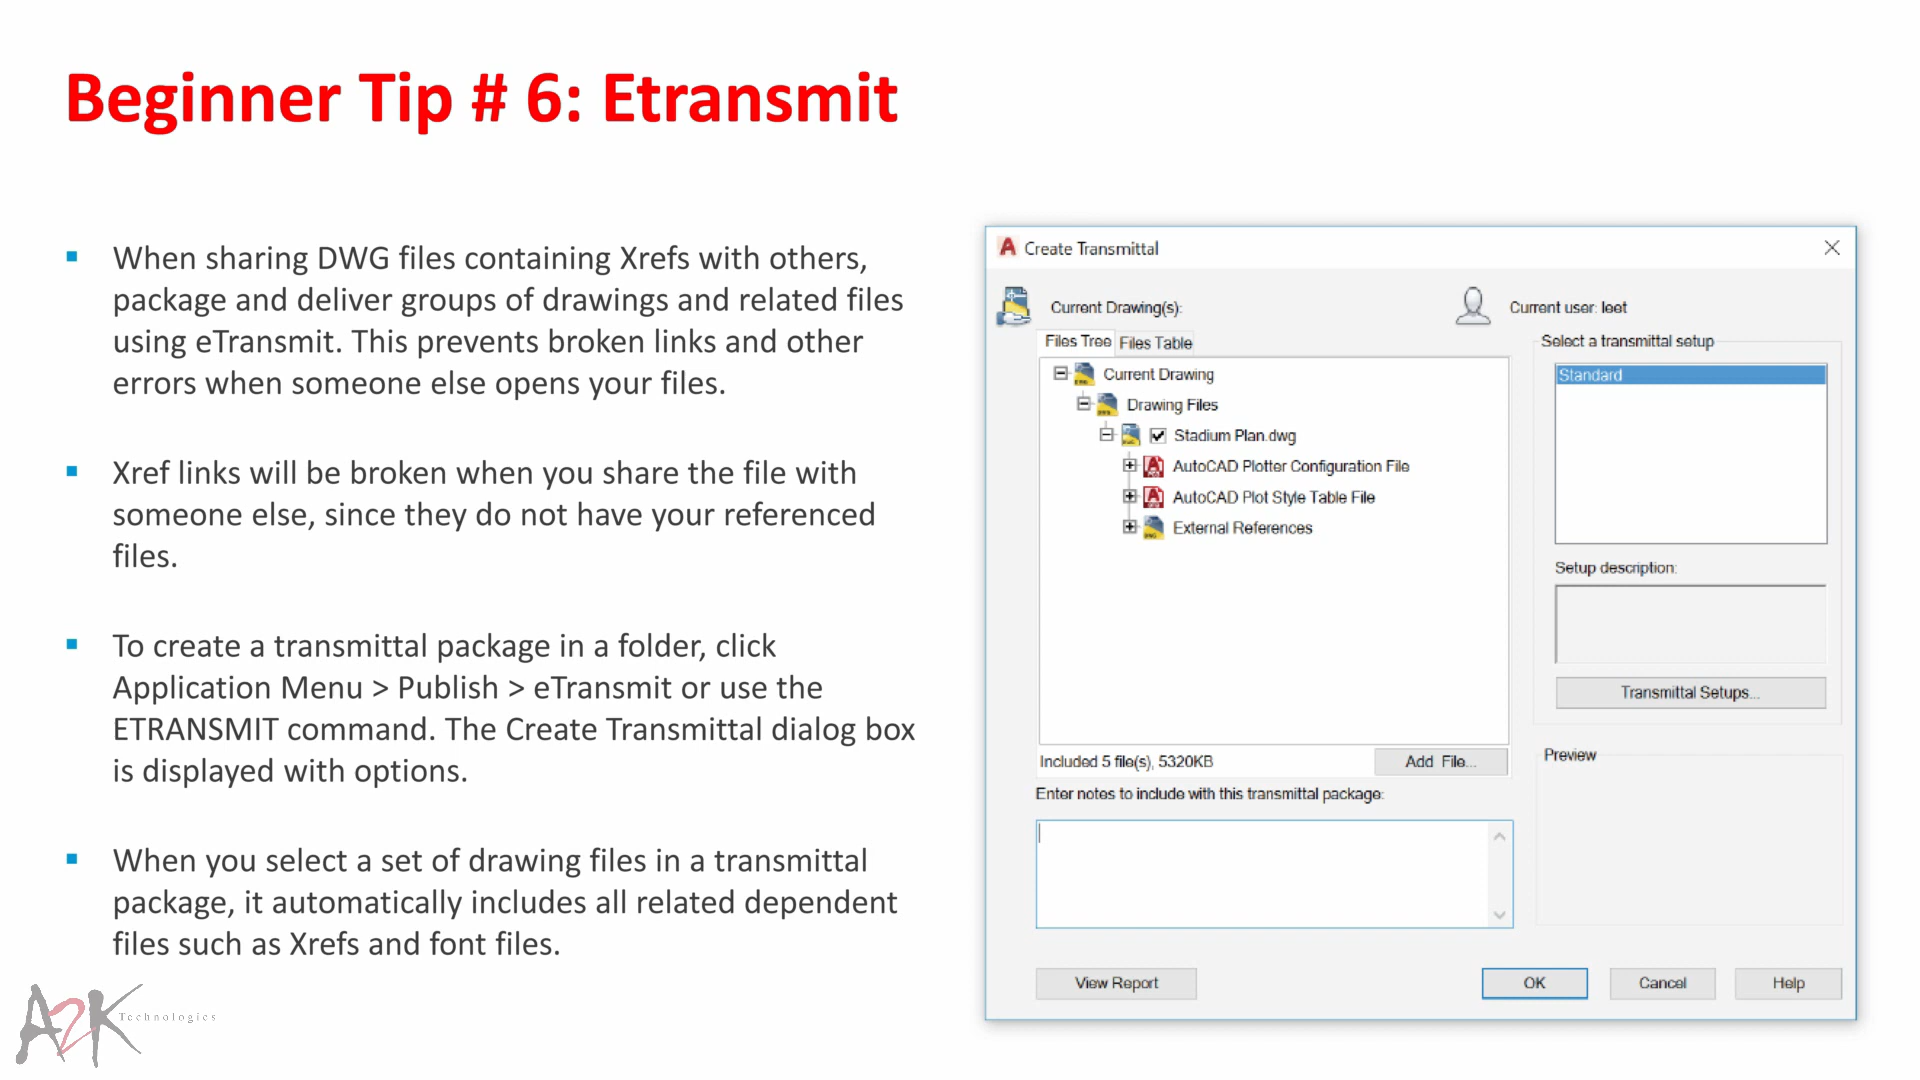 Beginner Tip # 6: Etransmit
When sharing DWG files containing Xrefs with others,
package and deliver groups of drawings and related files
using eTransmit. This prevents broken links and other
errors when someone else opens your files.
Xref links will be broken when you share the file with
someone else, since they do not have your referenced
files.
To create a transmittal package in a folder, click
Application Menu > Publish > eTransmit or use the
ETRANSMIT command. The Create Transmittal dialog box
is displayed with options.
When you select a set of drawing files in a transmittal
package, it automatically includes all related dependent
files such as Xrefs and font files.
A2K Technologies
Create Transmittal
Current Drawing(s):
Current user: leet
Files Tree Files Table
Select a transmittal setup
Current Drawing
Standard
Drawing Files
Stadium Plan.dwg
AutoCAD Plotter Configuration File
AutoCAD Plot Style Table File
External References
Setup description:
Transmittal Setups...
Included 5 file(s), 5320KB
Add File...
Preview
Enter notes to include with this transmittal package:
View Report
OK
Cancel
Help